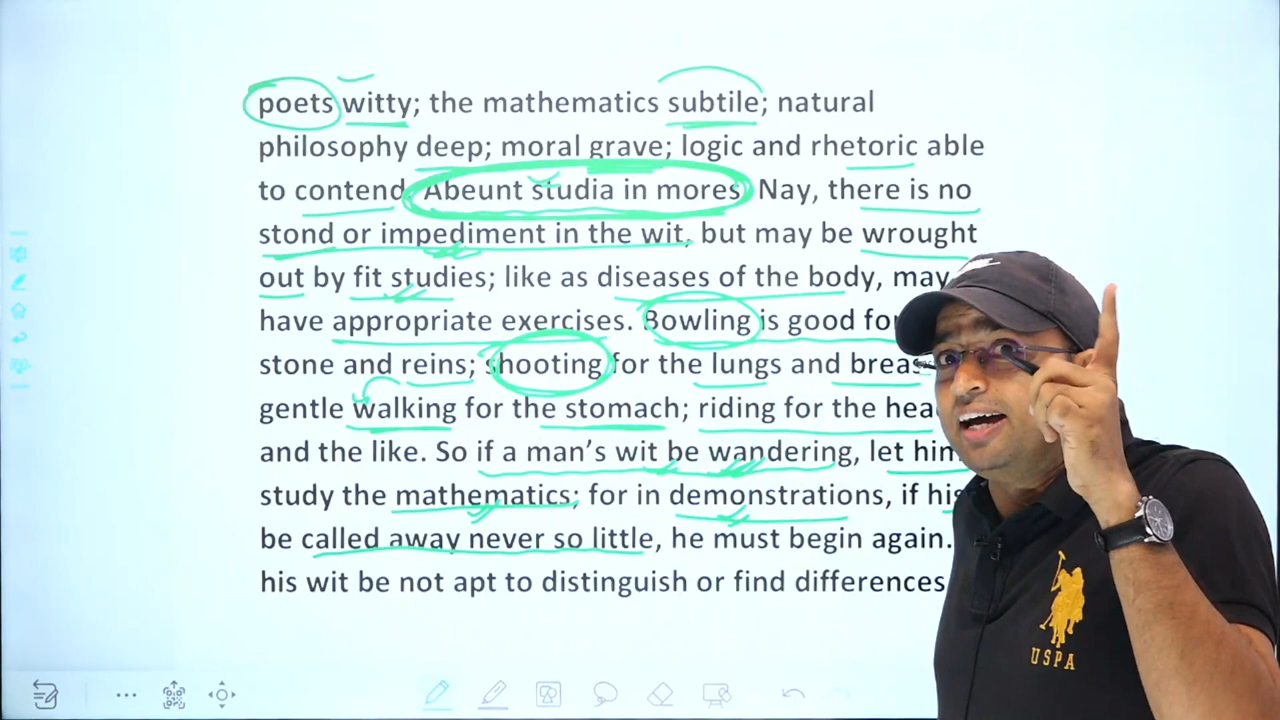 poets witty; the mathematics subtile; natural
philosophy deep; moral grave; logic and rhetoric able
to contend. Abeunt studia in mores. Nay, there is no
stond or impediment in the wit, but may be wrought
out by fit studies; like as diseases of the body, may
have appropriate exercises. Bowling is good for
stone and reins; shooting for the lungs and breas
gentle walking for the stomach; riding for the hea
and the like. So if a man's wit be wandering, let him
study the mathematics; for in demonstrations, if his
be called away never so little, he must begin again.
his wit be not apt to distinguish or find differences
USPA